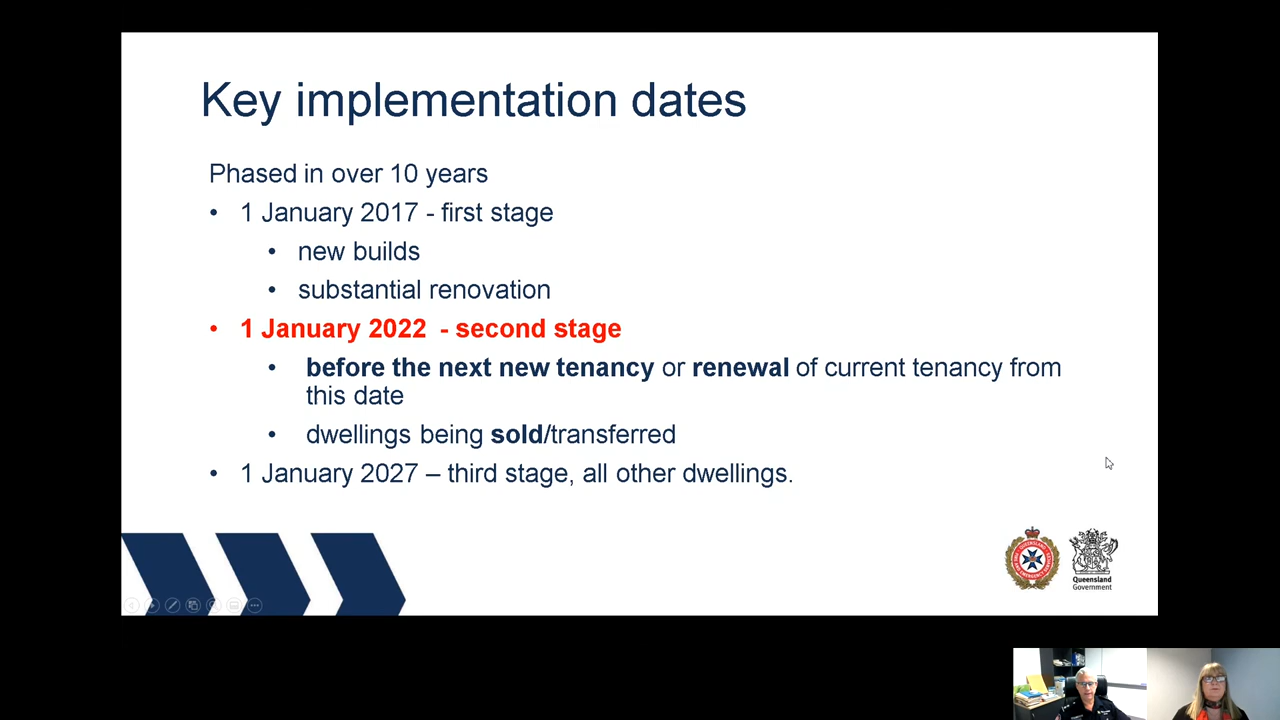 Key implementation dates
Phased in over 10 years
• 1 January 2017 - first stage
• new builds
• substantial renovation
• 1 January 2022 - second stage
• before the next new tenancy or renewal of current tenancy from
this date
• dwellings being sold/transferred
• 1 January 2027 – third stage, all other dwellings.
Queensland
Government